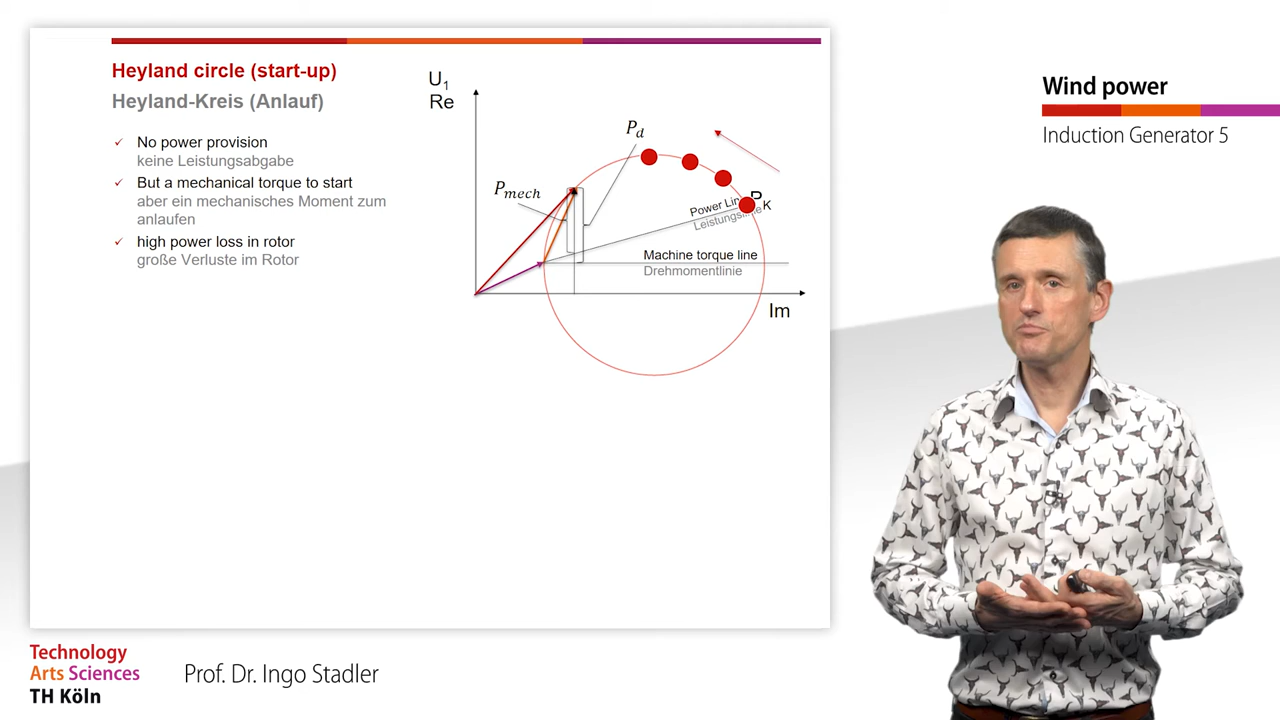 Heyland circle (start-up)
Heyland-Kreis (Anlauf)
No power provision
keine Leistungsabgabe
But a mechanical torque to start
aber ein mechanisches Moment zum
anlaufen
high power loss in rotor
große Verluste im Rotor
U1
Re
Pd
Pmech
PK
Power Lin
Machine torque line
Drehmomentlinie
Im
Wind power
Induction Generator 5
Technology
Arts Sciences
TH Köln
Prof. Dr. Ingo Stadler